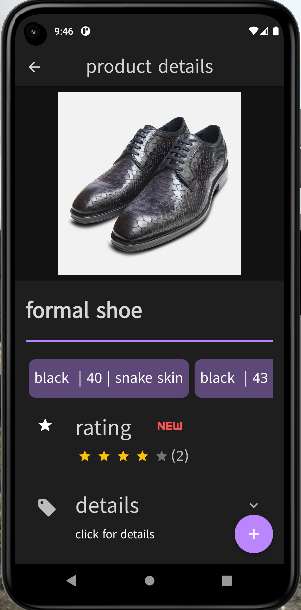 9:46
product details
formal shoe
black | 40 | snake skin
black | 43
rating NEW
(2)
details
click for details
+